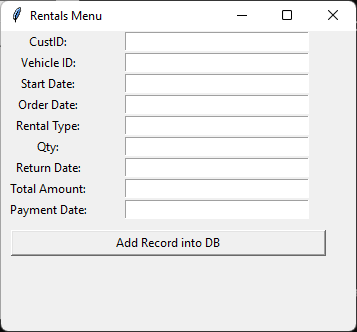 Rentals Menu
CustID:
Vehicle ID:
Start Date:
Order Date:
Rental Type:
Qty:
Return Date:
Total Amount:
Payment Date:
Add Record into DB